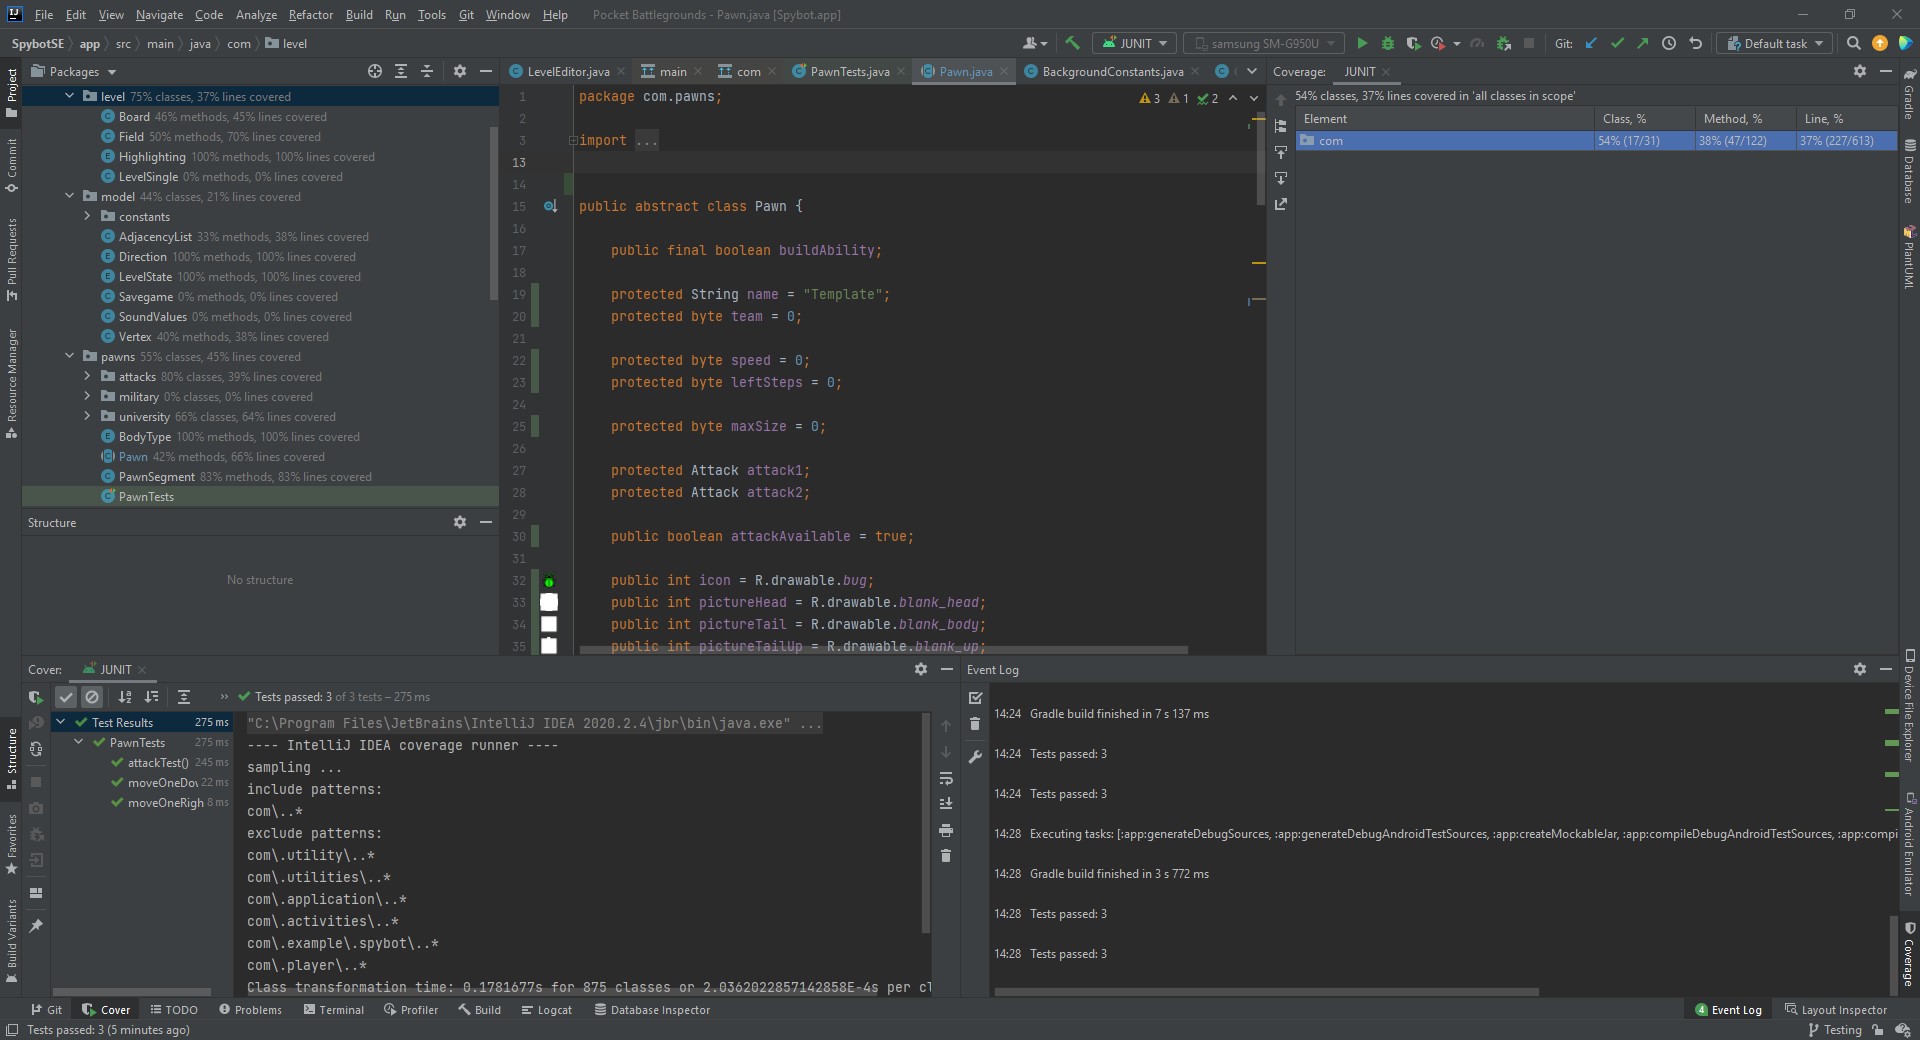 File Edit View Navigate Code Analyze Refactor Build Run Tools Git Window Help Pocket Battlegrounds - Pawn.java [Spybot.app]
SpybotSE app src main java com level JUNIT samsung SM-G950U Git: Default task
Packages
level 75% classes, 37% lines covered
Board 46% methods, 45% lines covered
Field 50% methods, 70% lines covered
Highlighting 100% methods, 100% lines covered
LevelSingle 0% methods, 0% lines covered
model 44% classes, 21% lines covered
constants
AdjacencyList 33% methods, 38% lines covered
Direction 100% methods, 100% lines covered
LevelState 100% methods, 100% lines covered
Savegame 0% methods, 0% lines covered
SoundValues 0% methods, 0% lines covered
Vertex 40% methods, 38% lines covered
pawns 55% classes, 45% lines covered
attacks 80% classes, 39% lines covered
military 0% classes, 0% lines covered
university 66% classes, 64% lines covered
BodyType 100% methods, 100% lines covered
Pawn 42% methods, 66% lines covered
PawnSegment 83% methods, 83% lines covered
PawnTests
Structure
No structure
LevelEditor.java main com PawnTests.java Pawn.java BackgroundConstants.java
3 1 2
1 package com.pawns;
2
3 import ...
13
14
15 public abstract class Pawn {
16
17 public final boolean buildAbility;
18
19 protected String name = "Template";
20 protected byte team = 0;
21
22 protected byte speed = 0;
23 protected byte leftSteps = 0;
24
25 protected byte maxSize = 0;
26
27 protected Attack attack1;
28 protected Attack attack2;
29
30 public boolean attackAvailable = true;
31
32 public int icon = R.drawable.bug;
33 public int pictureHead = R.drawable.blank_head;
34 public int pictureTail = R.drawable.blank_body;
35 public int pictureTailUp = R.drawable.blank_up;
Coverage: JUNIT
54% classes, 37% lines covered in 'all classes in scope'
Element Class, % Method, % Line, %
com 54% (17/31) 38% (47/122) 37% (227/613)
Project
Commit
Pull Requests
Resource Manager
Structure
Favorites
Build Variants
Gradle
Database
PlantUML
Device File Explorer
Android Emulator
Coverage
Cover: JUNIT
» Tests passed: 3 of 3 tests – 275 ms
Test Results 275 ms
PawnTests 275 ms
attackTest() 245 ms
moveOneDov 22 ms
moveOneRigh 8 ms
"C:\Program Files\JetBrains\IntelliJ IDEA 2020.2.4\jbr\bin\java.exe" ...
---- IntelliJ IDEA coverage runner ----
sampling ...
include patterns:
com\..*
exclude patterns:
com\.utility\..*
com\.utilities\..*
com\.application\..*
com\.activities\..*
com\.example\.spybot\..*
com\.player\..*
Class transformation time: 0.1781677s for 875 classes or 2.0362022857142858E-4s per cl
Event Log
14:24 Gradle build finished in 7 s 137 ms
14:24 Tests passed: 3
14:24 Tests passed: 3
14:28 Executing tasks: [:app:generateDebugSources, :app:generateDebugAndroidTestSources, :app:createMockableJar, :app:compileDebugAndroidTestSources, :app:compi
14:28 Gradle build finished in 3 s 772 ms
14:28 Tests passed: 3
14:28 Tests passed: 3
Git Cover TODO Problems Terminal Profiler Build Logcat Database Inspector 4 Event Log Layout Inspector
Tests passed: 3 (5 minutes ago) Testing